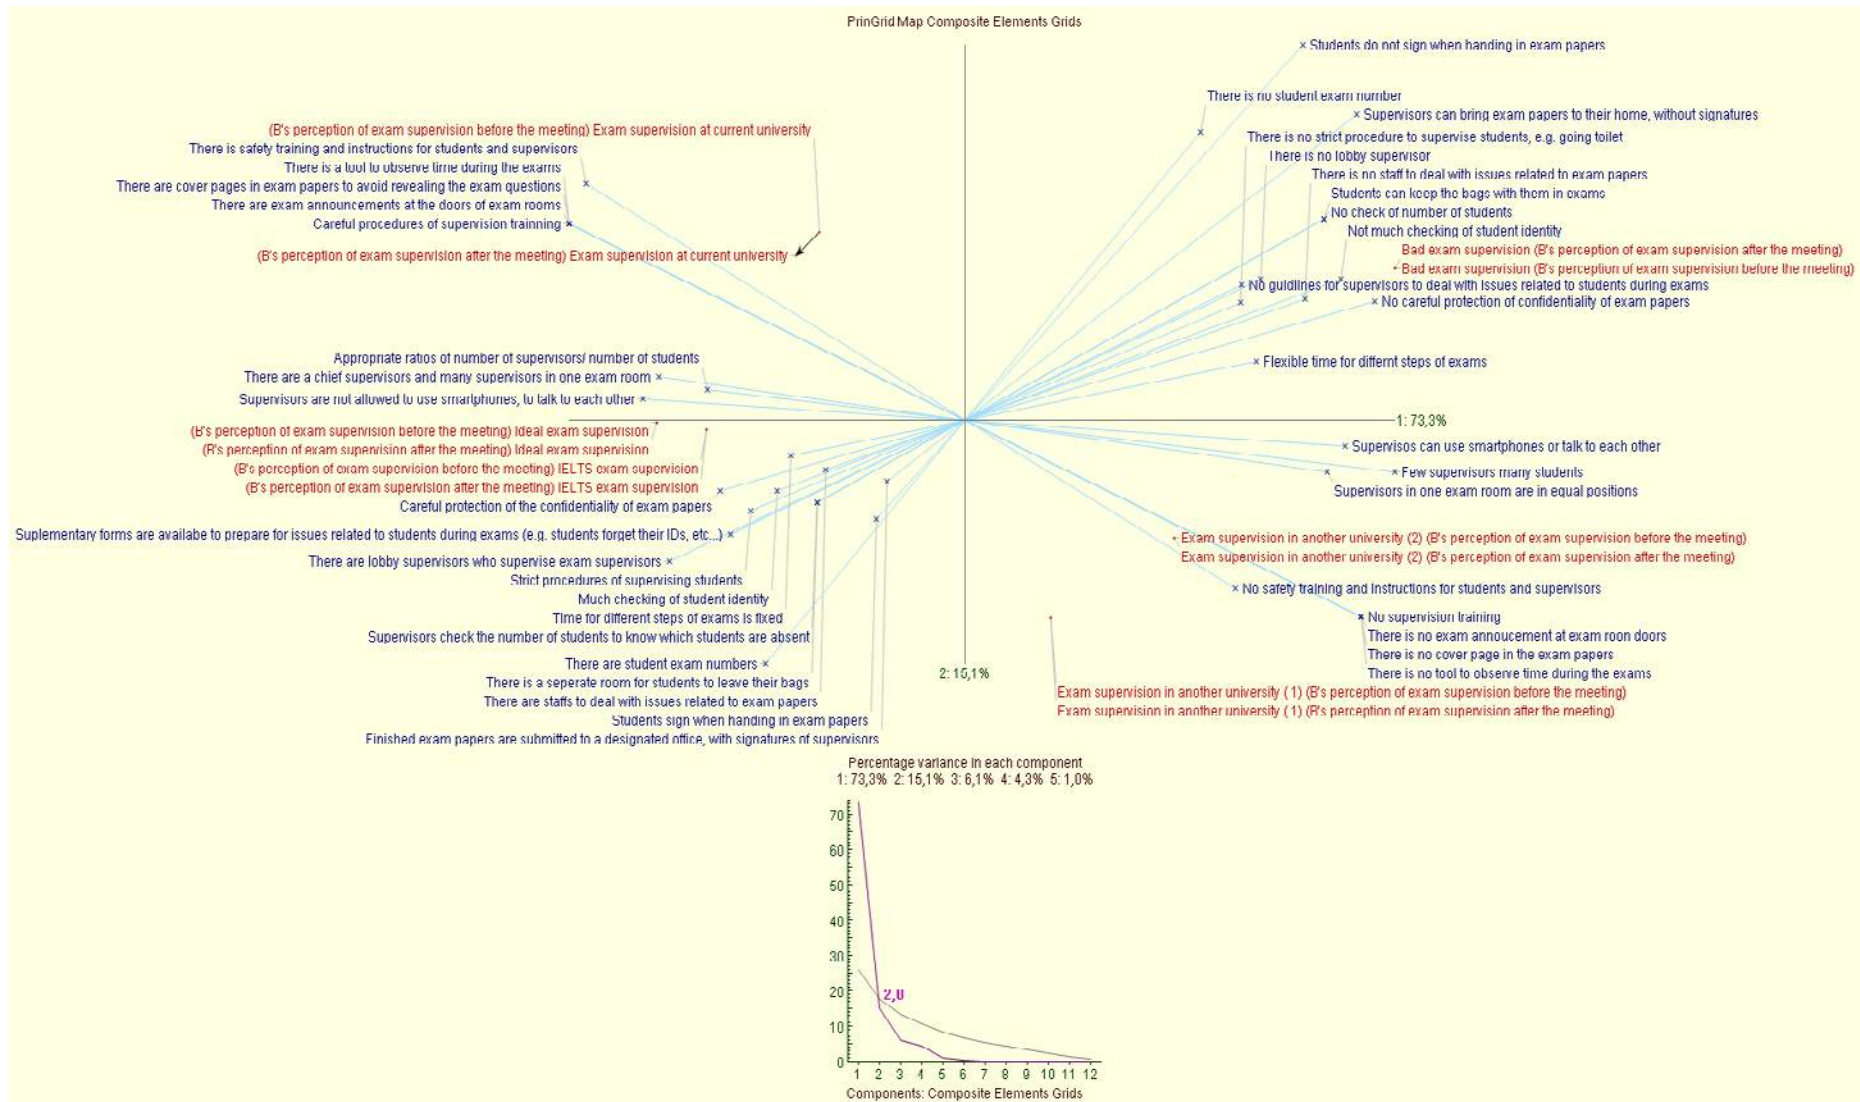 PrinGrid Map Composite Elements Grids
Students do not sign when handing in exam papers
There is no student exam number
Supervisors can bring exam papers to their home, without signatures
There is no strict procedure to supervise students, e.g. going toilet
There is no lobby supervisor
There is no staff to deal with issues related to exam papers
Students can keep the bags with them in exams
No check of number of students
Not much checking of student identity
Bad exam supervision (B's perception of exam supervision after the meeting)
Bad exam supervision (B's perception of exam supervision before the meeting)
No guidlines for supervisors to deal with issues related to students during exams
No careful protection of confidentiality of exam papers
Flexible time for differnt steps of exams
(B's perception of exam supervision before the meeting) Exam supervision at current university
There is safety training and instructions for students and supervisors
There is a tool to observe time during the exams
There are cover pages in exam papers to avoid revealing the exam questions
There are exam announcements at the doors of exam rooms
Careful procedures of supervision trainning
(B's perception of exam supervision after the meeting) Exam supervision at current university
Appropriate ratios of number of supervisors/ number of students
There are a chief supervisors and many supervisors in one exam room
Supervisors are not allowed to use smartphones, to talk to each other
1: 73,3%
(B's perception of exam supervision before the meeting) Ideal exam supervision
(B's perception of exam supervision after the meeting) Ideal exam supervision
(B's perception of exam supervision before the meeting) IELTS exam supervision
(B's perception of exam supervision after the meeting) IELTS exam supervision
Careful protection of the confidentiality of exam papers
Suplementary forms are availabe to prepare for issues related to students during exams (e.g. students forget their IDs, etc...)
There are lobby supervisors who supervise exam supervisors
Strict procedures of supervising students
Much checking of student identity
Time for different steps of exams is fixed
Supervisors check the number of students to know which students are absent
There are student exam numbers
There is a seperate room for students to leave their bags
There are staffs to deal with issues related to exam papers
Students sign when handing in exam papers
Finished exam papers are submitted to a designated office, with signatures of supervisors
Supervisos can use smartphones or talk to each other
Few supervisors many students
Supervisors in one exam room are in equal positions
Exam supervision in another university (2) (B's perception of exam supervision before the meeting)
Exam supervision in another university (2) (B's perception of exam supervision after the meeting)
No safety training and instructions for students and supervisors
No supervision training
There is no exam annoucement at exam roon doors
There is no cover page in the exam papers
There is no tool to observe time during the exams
2: 15,1%
Exam supervision in another university (1) (B's perception of exam supervision before the meeting)
Exam supervision in another university (1) (B's perception of exam supervision after the meeting)
Percentage variance in each component
1: 73,3% 2: 15,1% 3: 6,1% 4: 4,3% 5: 1,0%
70
60
50
40
30
20
10
0
2,0
1 2 3 4 5 6 7 8 9 10 11 12
Components: Composite Elements Grids